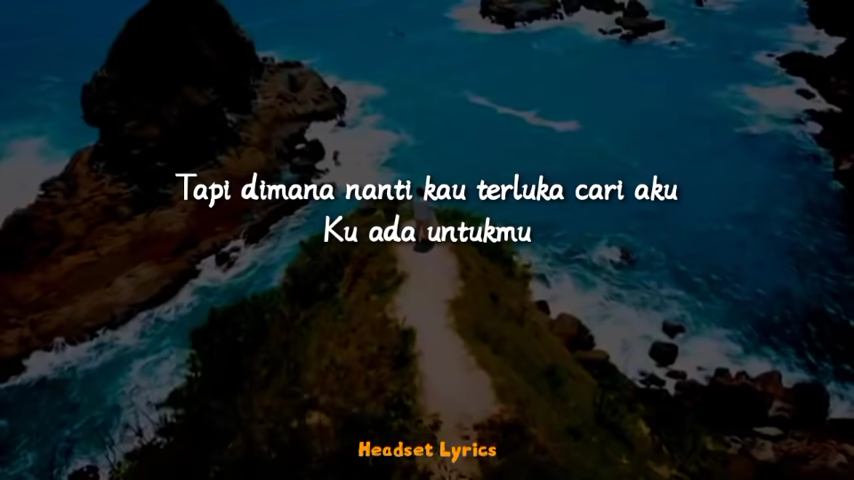 Tapi dimana nanti kau terluka cari aku
Ku ada untukmu
Headset Lyrics